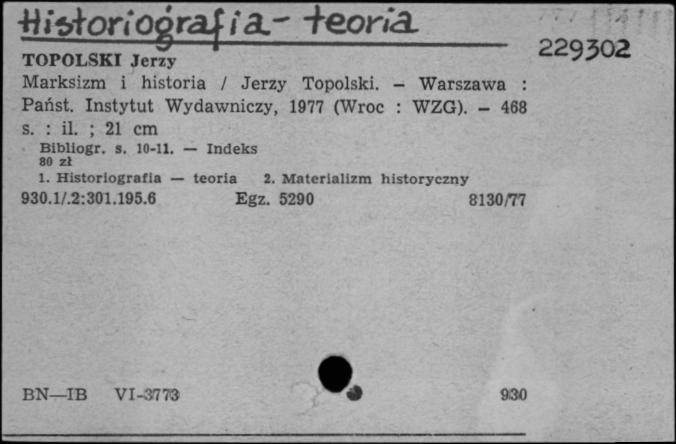 Historiografia - teoria
229302
TOPOLSKI Jerzy
Marksizm i historia / Jerzy Topolski. — Warszawa :
Państ. Instytut Wydawniczy, 1977 (Wroc : WZG). — 468
s. : il. ; 21 cm
Bibliogr. s. 10-11. — Indeks
80 zł
1. Historiografia — teoria 2. Materializm historyczny
930.1/.2:301.195.6 Egz. 5290 8130/77
BN—IB VI-3773 930